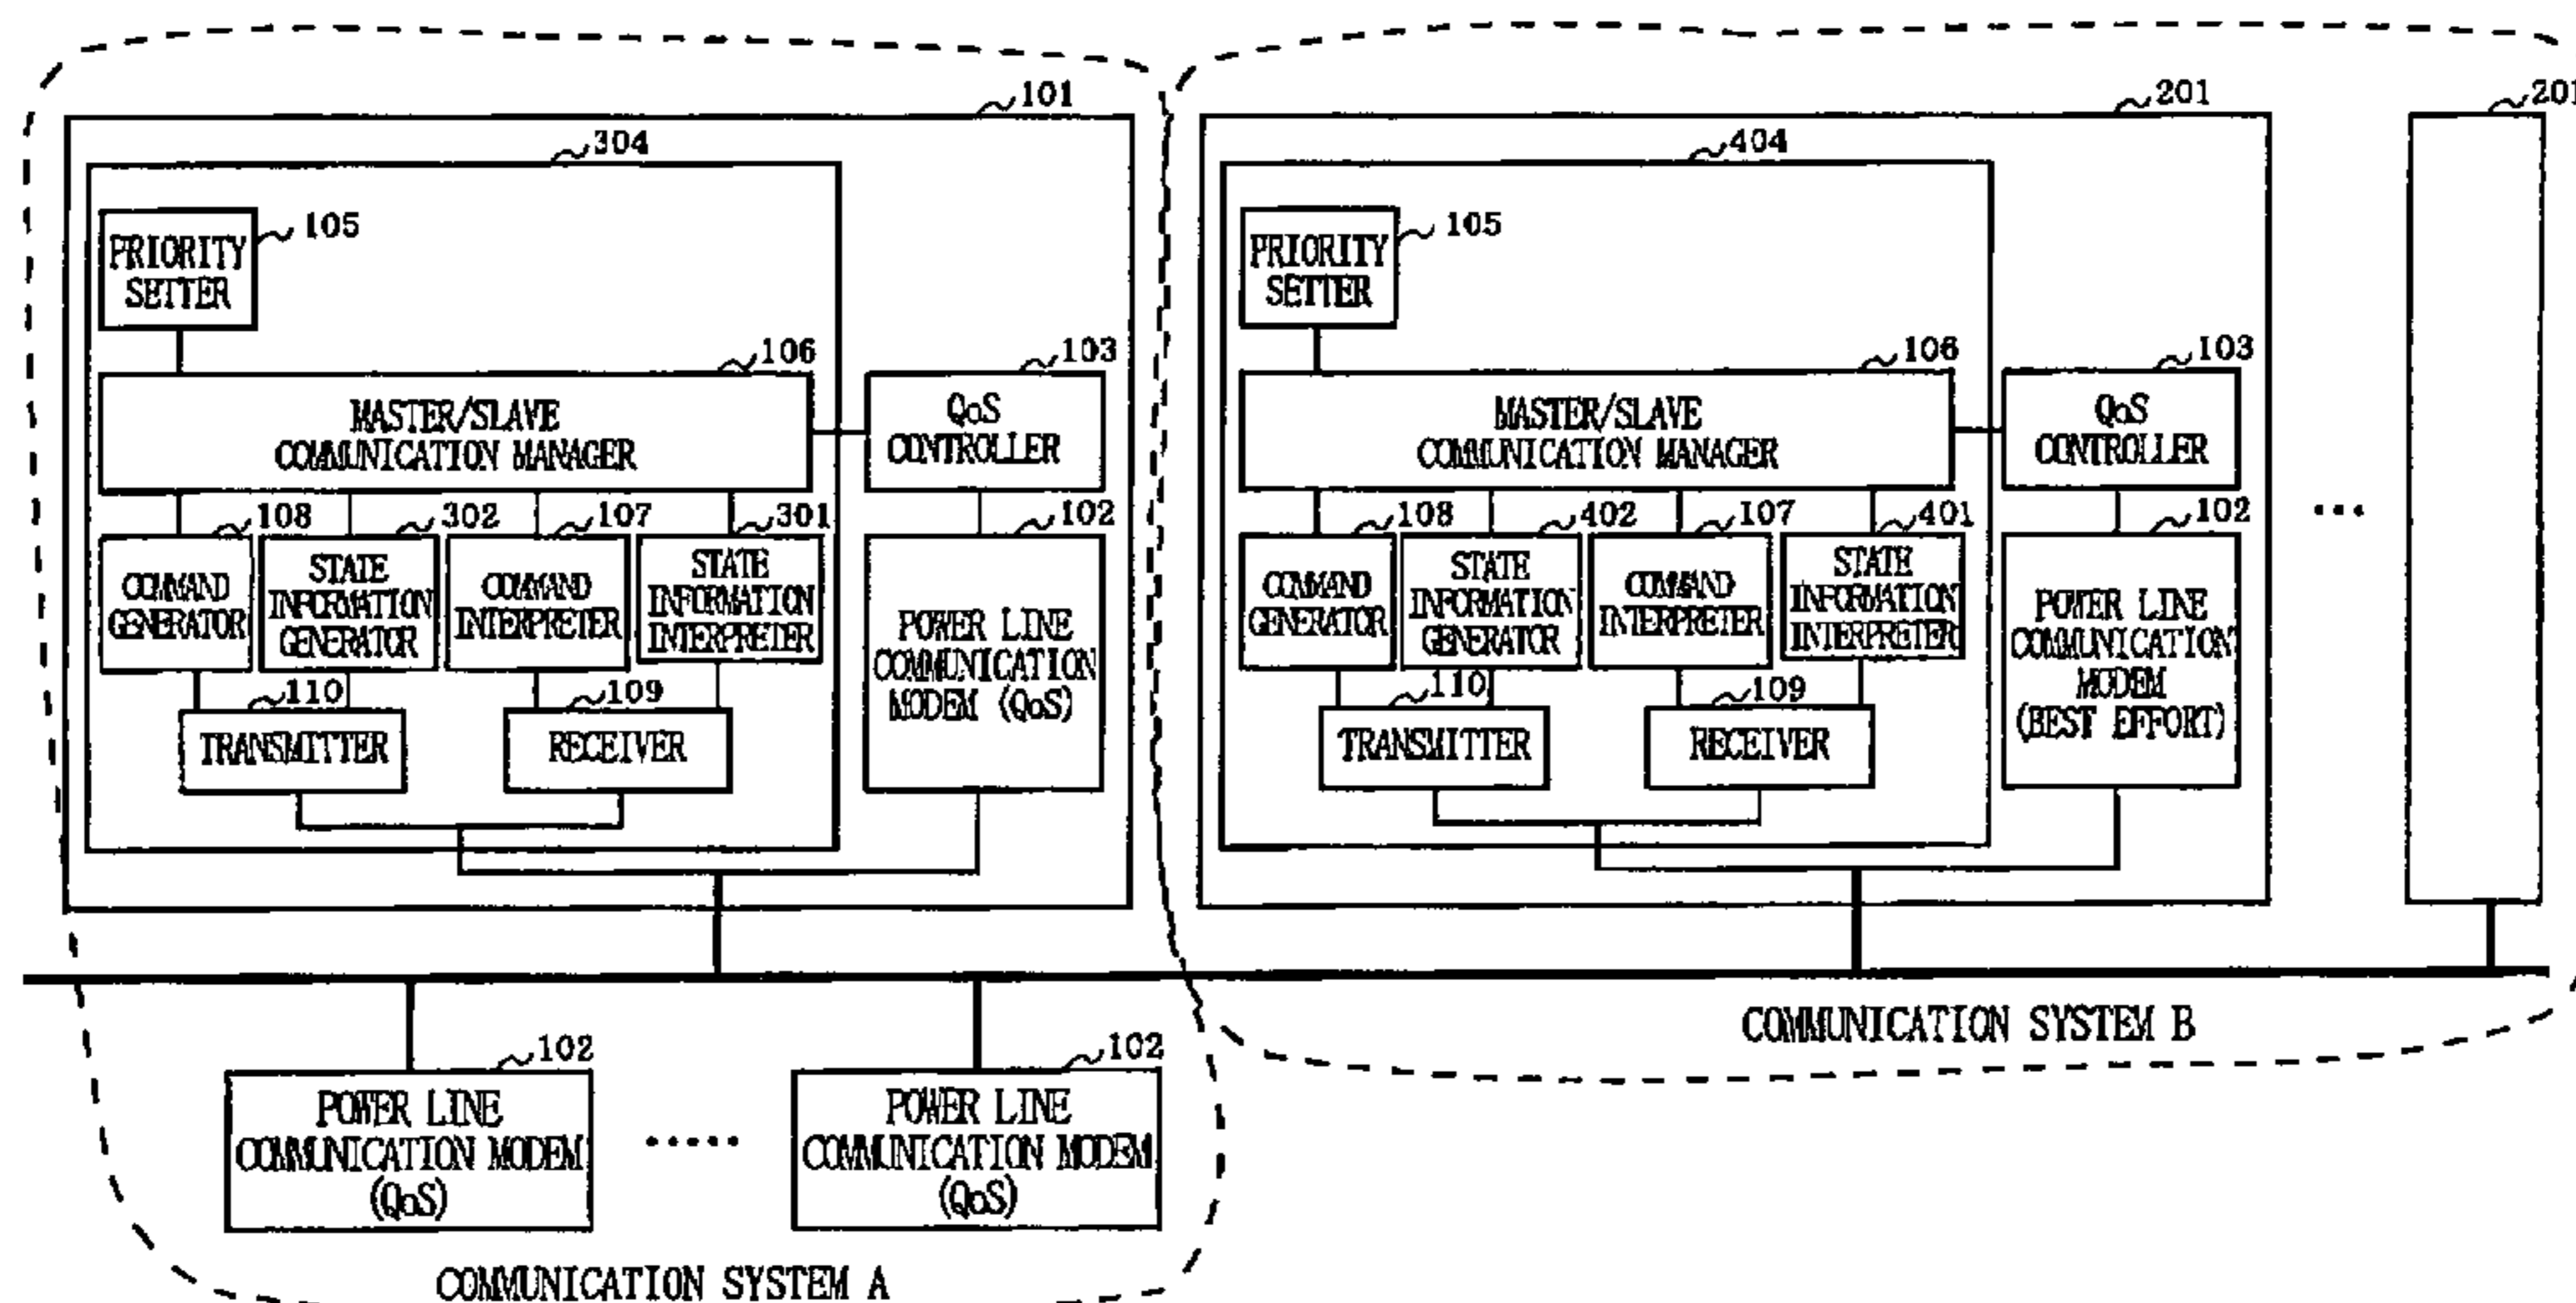 101
304
105
PRIORITY
SETTER
106
103
MASTER/SLAVE
COMMUNICATION MANAGER
QoS
CONTROLLER
108
302
107
301
102
COMMAND
GENERATOR
STATE
INFORMATION
GENERATOR
COMMAND
INTERPRETER
STATE
INFORMATION
INTERPRETER
POWER LINE
COMMUNICATION
MODEM (QoS)
110
109
TRANSMITTER
RECEIVER
201
404
105
PRIORITY
SETTER
106
103
MASTER/SLAVE
COMMUNICATION MANAGER
QoS
CONTROLLER
108
402
107
401
102
COMMAND
GENERATOR
STATE
INFORMATION
GENERATOR
COMMAND
INTERPRETER
STATE
INFORMATION
INTERPRETER
POWER LINE
COMMUNICATION
MODEM
(BEST EFFORT)
110
109
TRANSMITTER
RECEIVER
...
201
COMMUNICATION SYSTEM B
102
POWER LINE
COMMUNICATION MODEM
(QoS)
.....
102
POWER LINE
COMMUNICATION MODEM
(QoS)
COMMUNICATION SYSTEM A